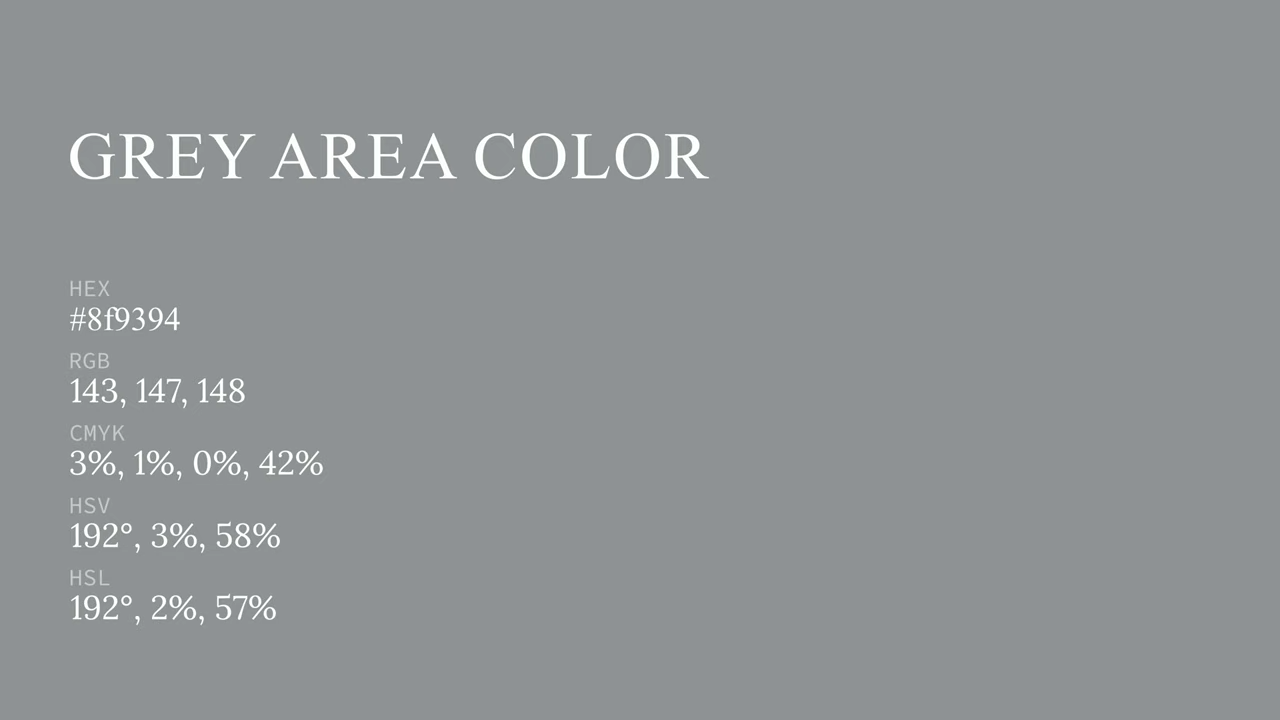 GREY AREA COLOR
HEX
#8f9394
RGB
143, 147, 148
CMYK
3%, 1%, 0%, 42%
HSV
192°, 3%, 58%
HSL
192°, 2%, 57%